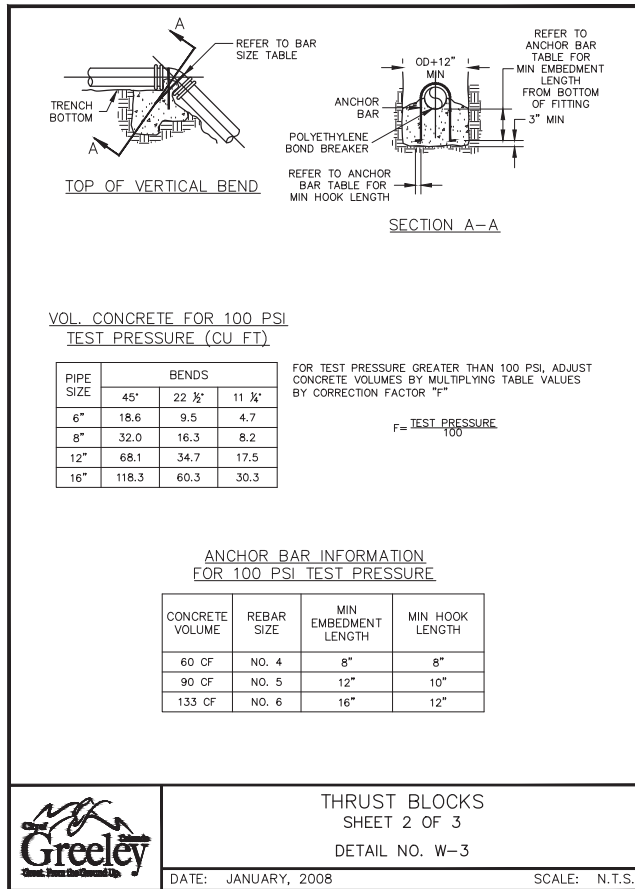 A
REFER TO BAR
SIZE TABLE
TRENCH
BOTTOM
A
TOP OF VERTICAL BEND
OD+12"
MIN
REFER TO
ANCHOR BAR
TABLE FOR
MIN EMBEDMENT
LENGTH
FROM BOTTOM
OF FITTING
3" MIN
ANCHOR
BAR
POLYETHYLENE
BOND BREAKER
REFER TO ANCHOR
BAR TABLE FOR
MIN HOOK LENGTH
SECTION A-A
VOL. CONCRETE FOR 100 PSI
TEST PRESSURE (CU FT)
PIPE SIZE BENDS
45° 22 ½° 11 ¼°
6" 18.6 9.5 4.7
8" 32.0 16.3 8.2
12" 68.1 34.7 17.5
16" 118.3 60.3 30.3
FOR TEST PRESSURE GREATER THAN 100 PSI, ADJUST
CONCRETE VOLUMES BY MULTIPLYING TABLE VALUES
BY CORRECTION FACTOR "F"
F= TEST PRESSURE
100
ANCHOR BAR INFORMATION
FOR 100 PSI TEST PRESSURE
CONCRETE VOLUME REBAR SIZE MIN EMBEDMENT LENGTH MIN HOOK LENGTH
60 CF NO. 4 8" 8"
90 CF NO. 5 12" 10"
133 CF NO. 6 16" 12"
City of
Colorado
Greeley
Great. From the Ground Up.
THRUST BLOCKS
SHEET 2 OF 3
DETAIL NO. W-3
DATE: JANUARY, 2008 SCALE: N.T.S.